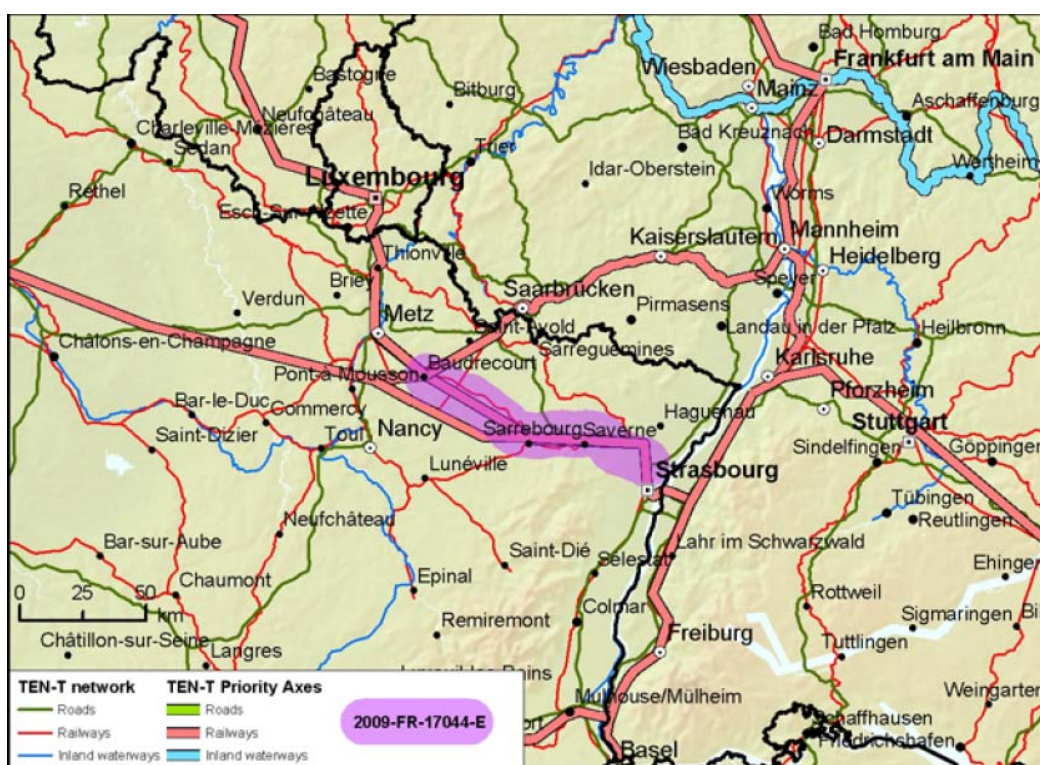 Bad Homburg
Wiesbaden
Frankfurt am Main
Bastogne
Mainz
Bitburg
Neufchâteau
Aschaffenburg
Charleville-Mézières
Bad Kreuznach
Darmstadt
Sedan
Trier
Idar-Oberstein
Wertheim
Rethel
Luxembourg
Worms
Esch-sur-Alzette
Kaiserslautern
Mannheim
Thionville
Heidelberg
Briey
Speyer
Verdun
Saarbrücken
Metz
Pirmasens
Saint-Avold
Landau in der Pfalz
Heilbronn
Châlons-en-Champagne
Sarreguemines
Baudrecourt
Karlsruhe
Pont-à-Mousson
Pforzheim
Bar-le-Duc
Commercy
Haguenau
Stuttgart
Saint-Dizier
Toul
Nancy
Sarrebourg
Saverne
Sindelfingen
Göppingen
Lunéville
Strasbourg
Tübingen
Neufchâteau
Reutlingen
Bar-sur-Aube
Saint-Dié
Sélestat
Lahr im Schwarzwald
Ehingen
Chaumont
Epinal
0 25 50
km
Colmar
Rottweil
Remiremont
Sigmaringen
Châtillon-sur-Seine
Langres
Freiburg
Tuttlingen
Weingarten
Mulhouse/Mülheim
Schaffhausen
Friedrichshafen
Basel
TEN-T network
Roads
Railways
Inland waterways
TEN-T Priority Axes
Roads
Railways
Inland waterways
2009-FR-17044-E